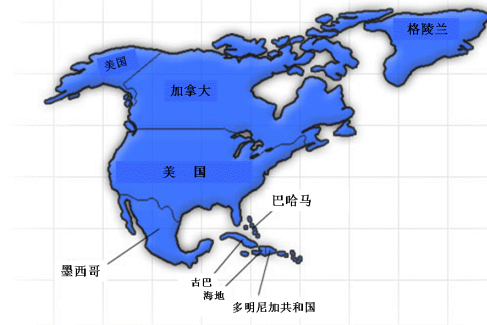 格陵兰
美国
加拿大
美 国
巴哈马
墨西哥
古巴
海地
多明尼加共和国